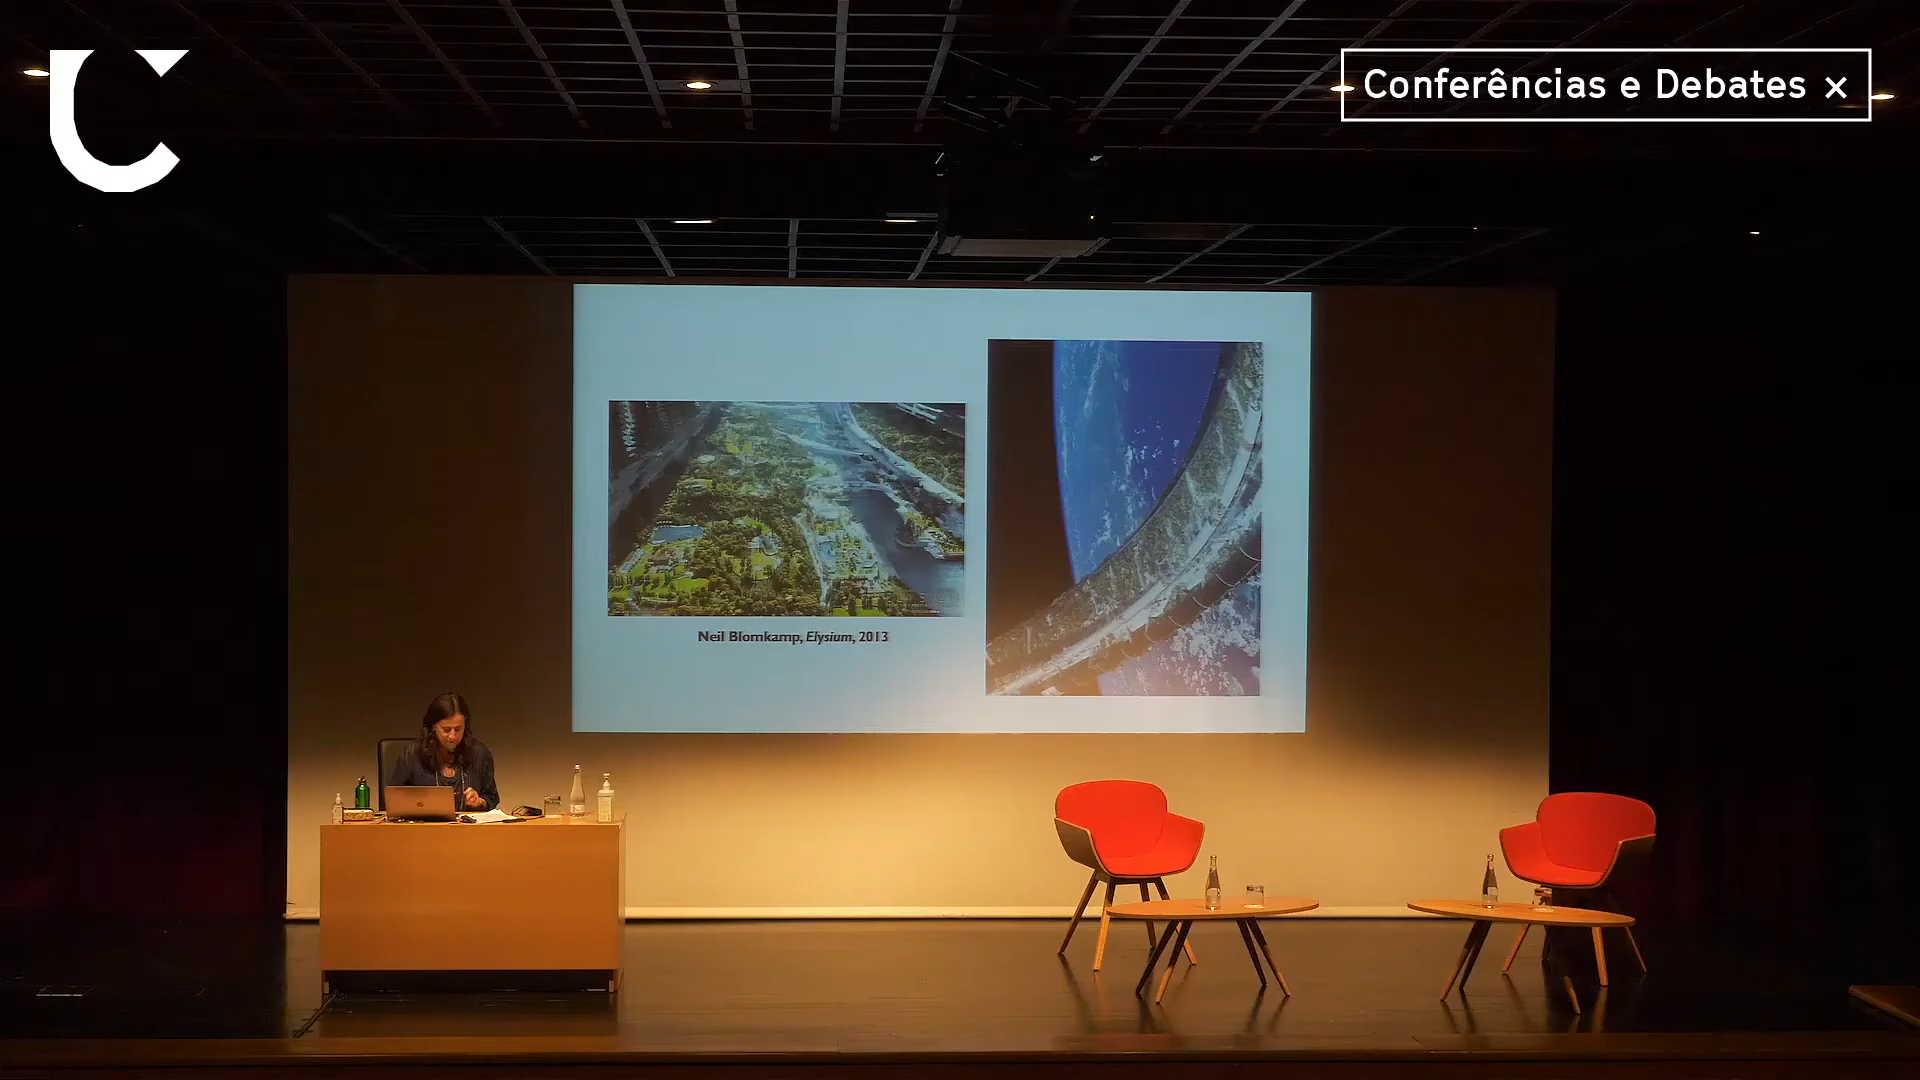 Conferências e Debates ×
Neil Blomkamp, Elysium, 2013